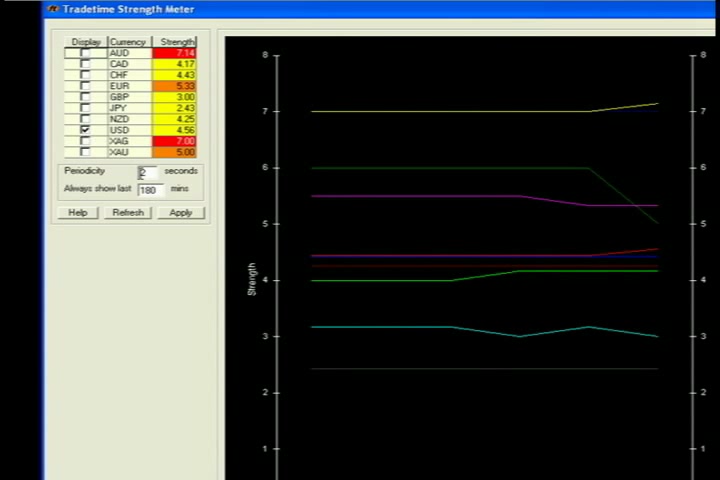 Tradetime Strength Meter
Display Currency Strength
AUD 7.14
CAD 4.17
CHF 4.43
EUR 5.33
GBP 3.00
JPY 2.43
NZD 4.25
USD 4.56
XAG 7.00
XAU 5.00
Periodicity 2 seconds
Always show last 180 mins
Help Refresh Apply
Strength
8
7
6
5
4
3
2
1
8
7
6
5
4
3
2
1